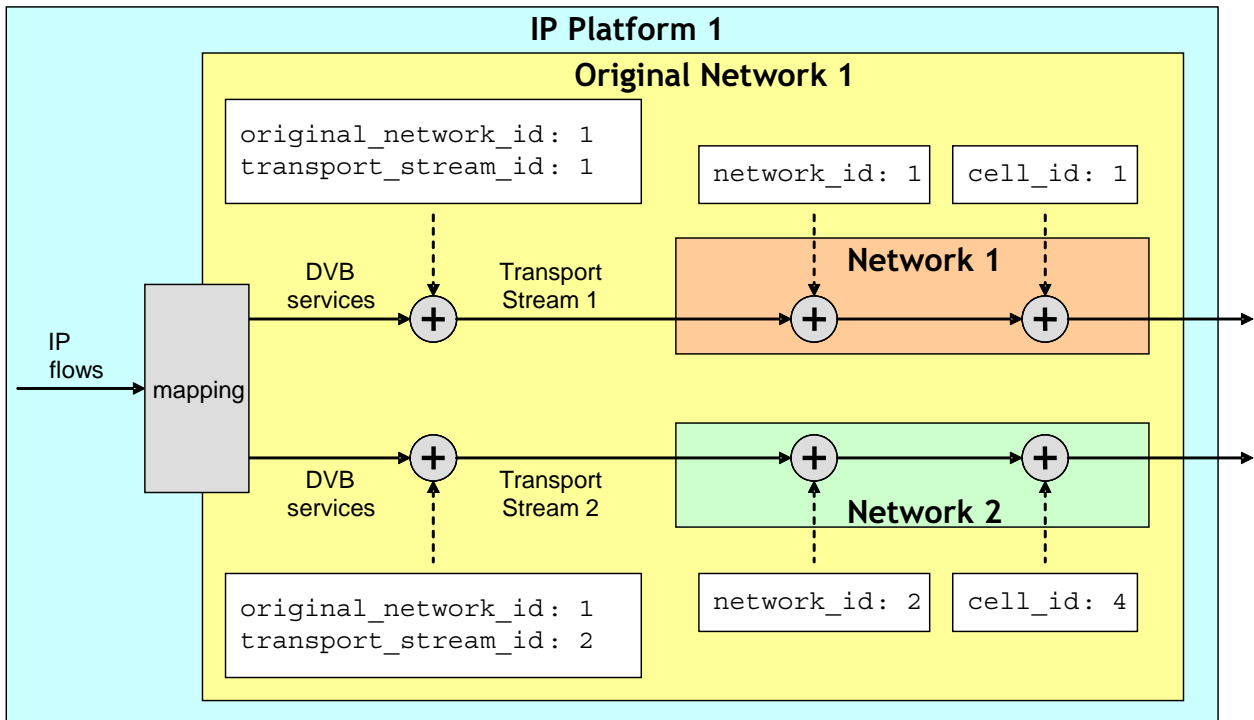 IP Platform 1
Original Network 1
original_network_id: 1
transport_stream_id: 1
network_id: 1
cell_id: 1
DVB
services
Transport
Stream 1
Network 1
IP
flows
mapping
DVB
services
Transport
Stream 2
Network 2
original_network_id: 1
transport_stream_id: 2
network_id: 2
cell_id: 4